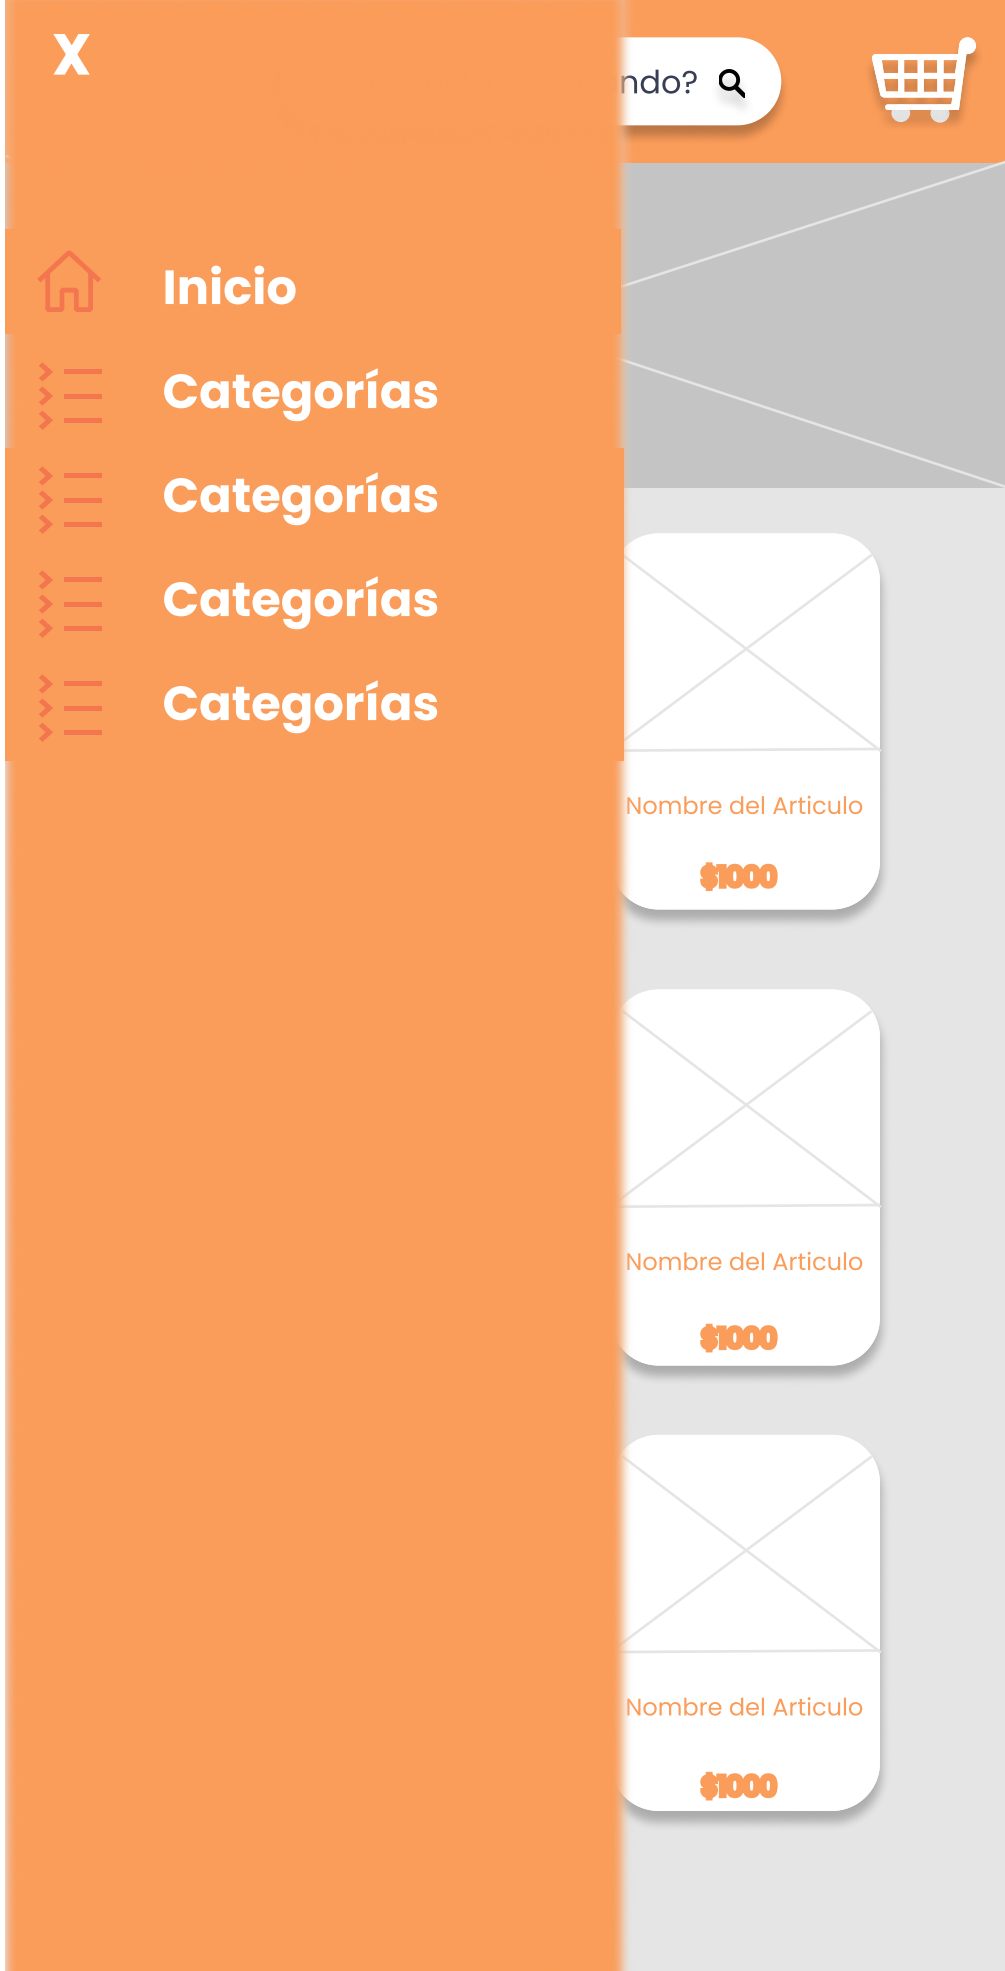 X
ndo?
Inicio
Categorías
Categorías
Categorías
Categorías
Nombre del Articulo
$1000
Nombre del Articulo
$1000
Nombre del Articulo
$1000